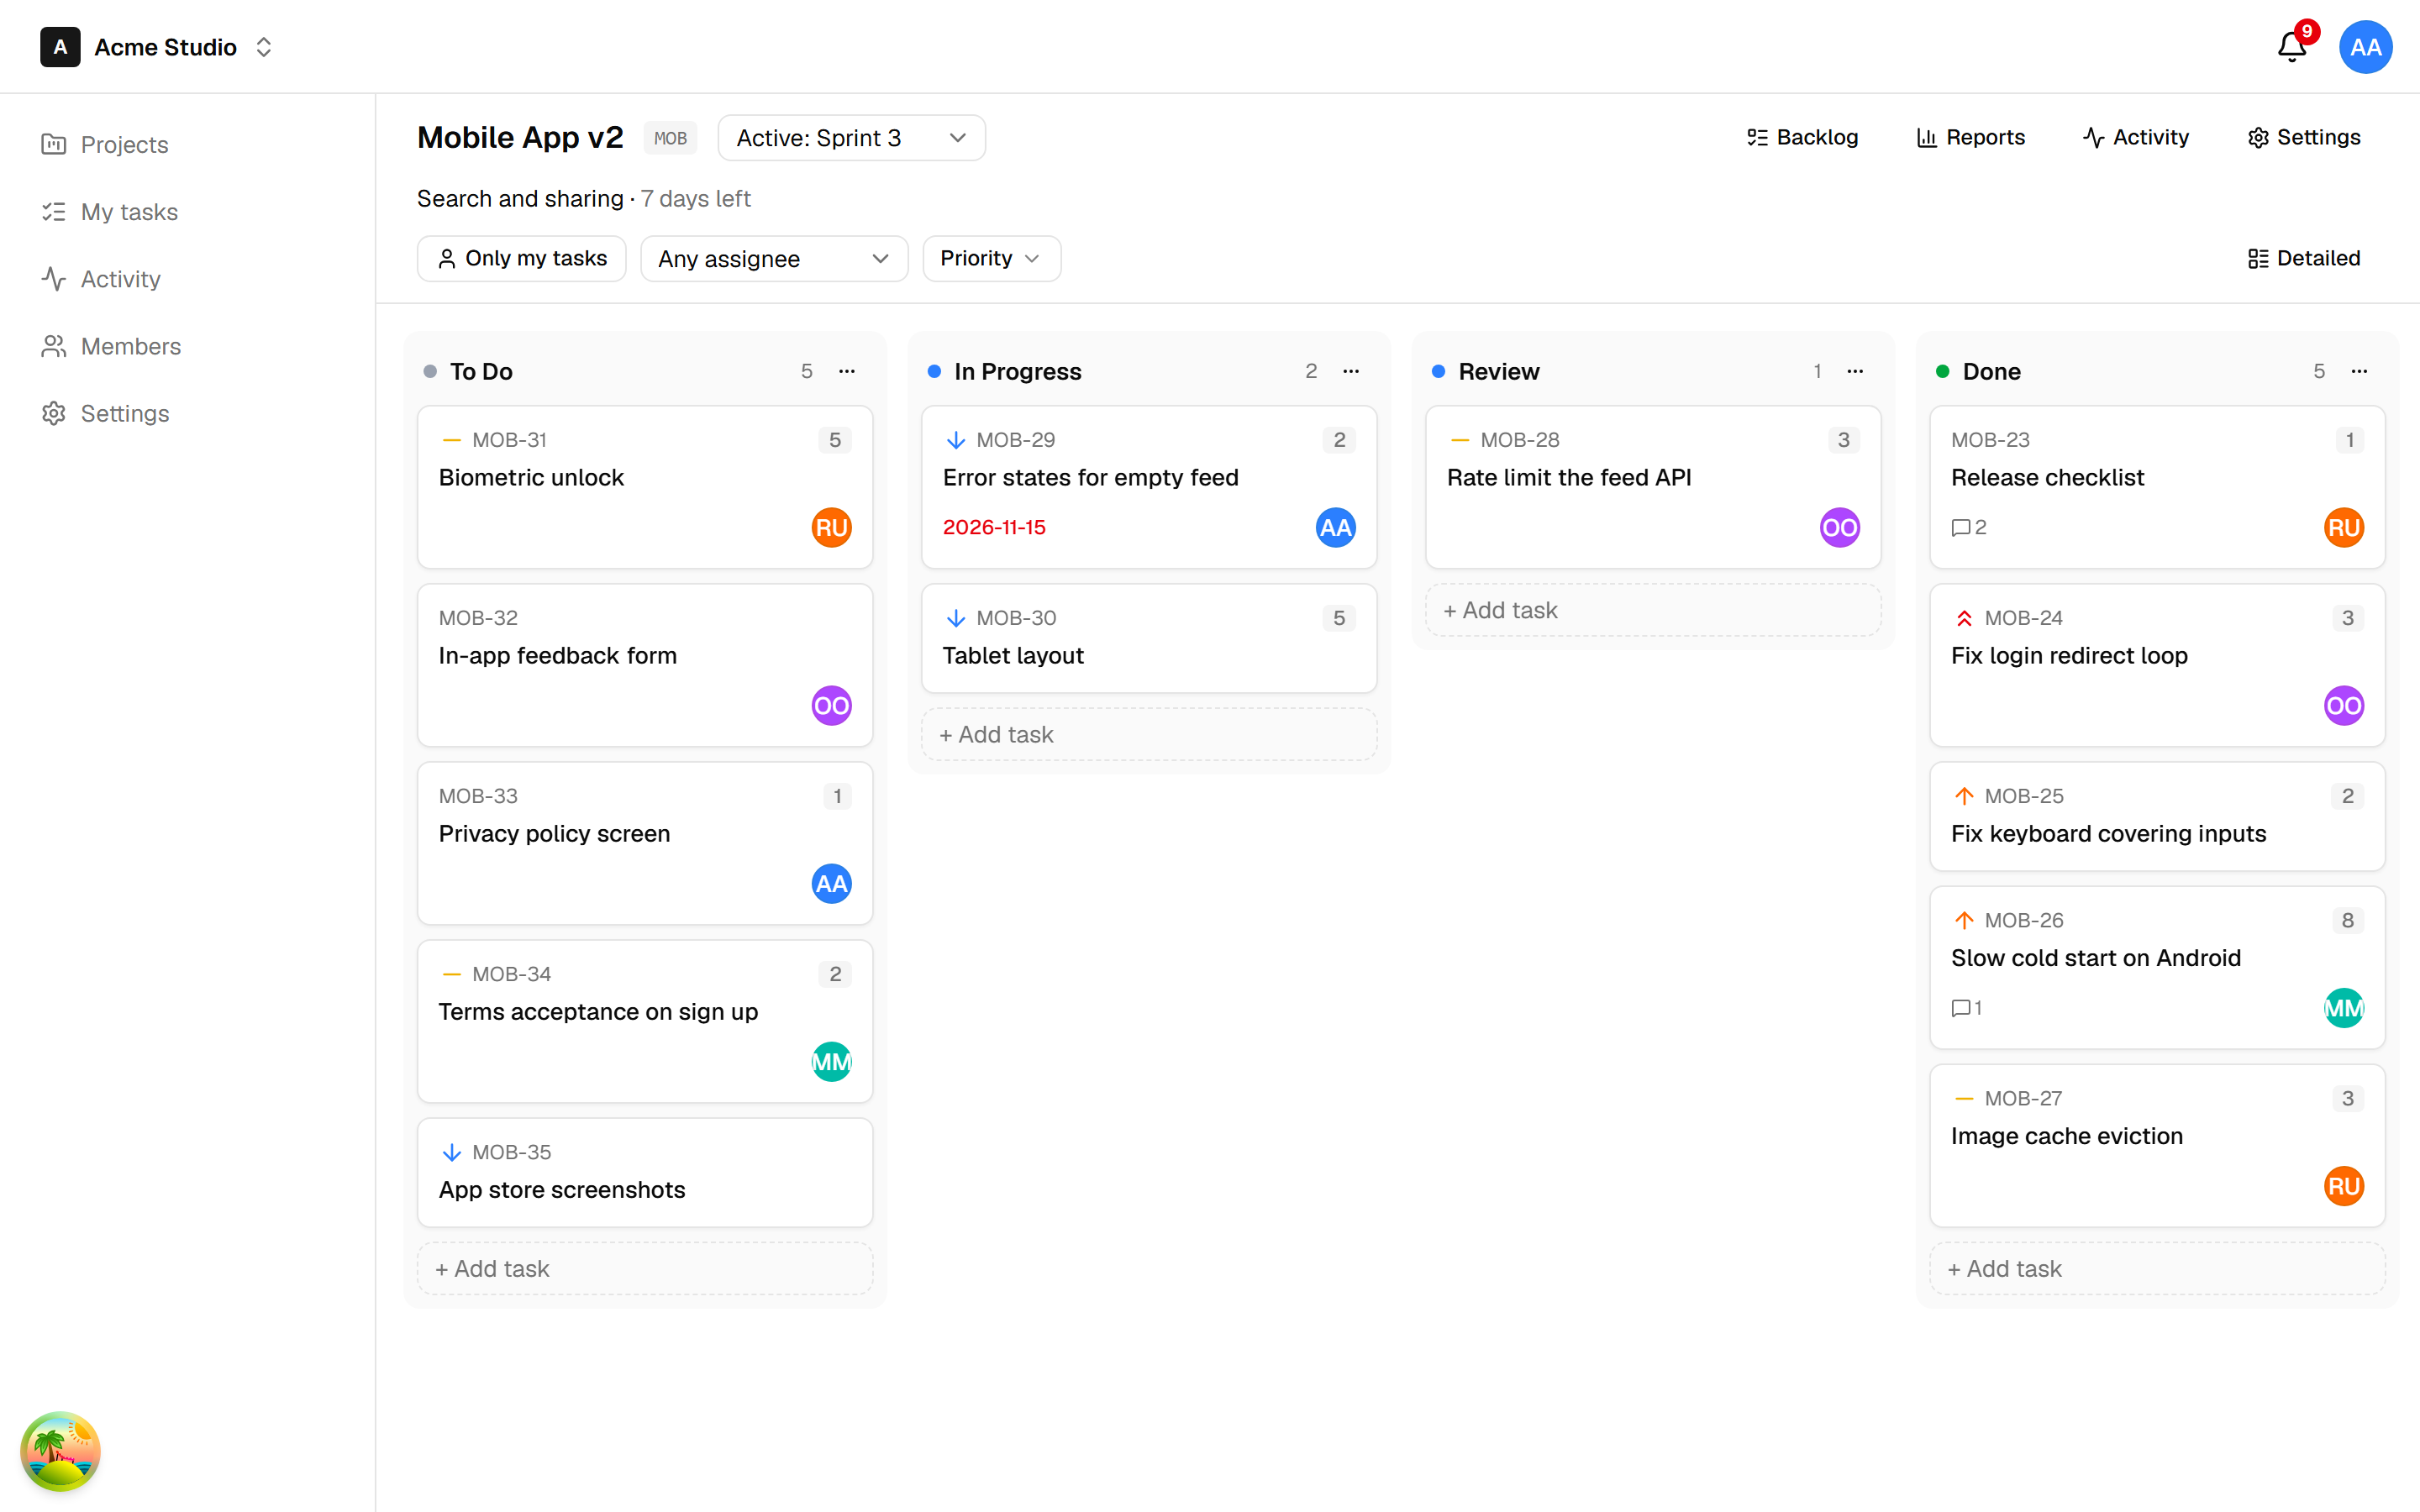 A Acme Studio
9
AA
Projects
My tasks
Activity
Members
Settings
Mobile App v2 MOB Active: Sprint 3
Backlog Reports Activity Settings
Search and sharing · 7 days left
Only my tasks Any assignee Priority
Detailed
To Do 5
MOB-31 5
Biometric unlock
RU
MOB-32
In-app feedback form
OO
MOB-33 1
Privacy policy screen
AA
MOB-34 2
Terms acceptance on sign up
MM
MOB-35
App store screenshots
+ Add task
In Progress 2
MOB-29 2
Error states for empty feed
2026-11-15 AA
MOB-30 5
Tablet layout
+ Add task
Review 1
MOB-28 3
Rate limit the feed API
OO
+ Add task
Done 5
MOB-23 1
Release checklist
2 RU
MOB-24 3
Fix login redirect loop
OO
MOB-25 2
Fix keyboard covering inputs
MOB-26 8
Slow cold start on Android
1 MM
MOB-27 3
Image cache eviction
RU
+ Add task